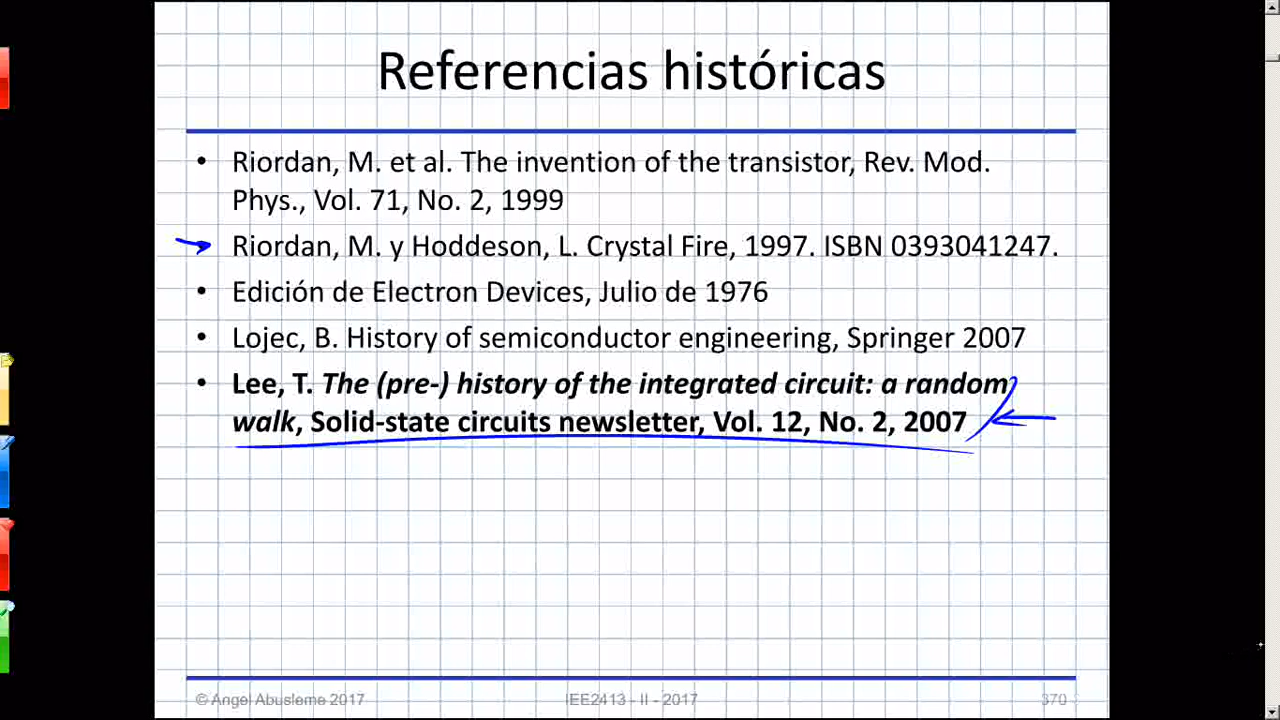 Referencias históricas
• Riordan, M. et al. The invention of the transistor, Rev. Mod.
Phys., Vol. 71, No. 2, 1999
Riordan, M. y Hoddeson, L. Crystal Fire, 1997. ISBN 0393041247.
• Edición de Electron Devices, Julio de 1976
• Lojec, B. History of semiconductor engineering, Springer 2007
• Lee, T. The (pre-) history of the integrated circuit: a random
walk, Solid-state circuits newsletter, Vol. 12, No. 2, 2007
© Angel Abusleme 2017
IEE2413 - II - 2017
370